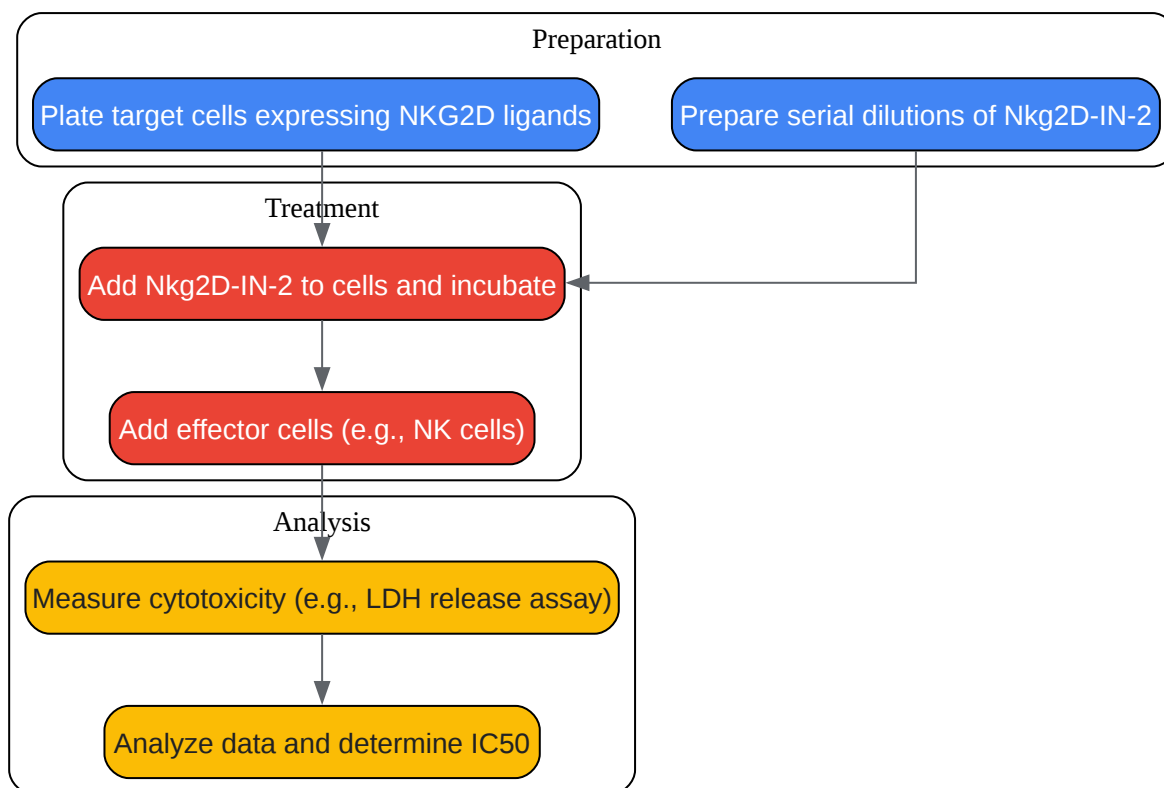 Preparation
Plate target cells expressing NKG2D ligands
Prepare serial dilutions of Nkg2D-IN-2
Treatment
Add Nkg2D-IN-2 to cells and incubate
Add effector cells (e.g., NK cells)
Analysis
Measure cytotoxicity (e.g., LDH release assay)
Analyze data and determine IC50